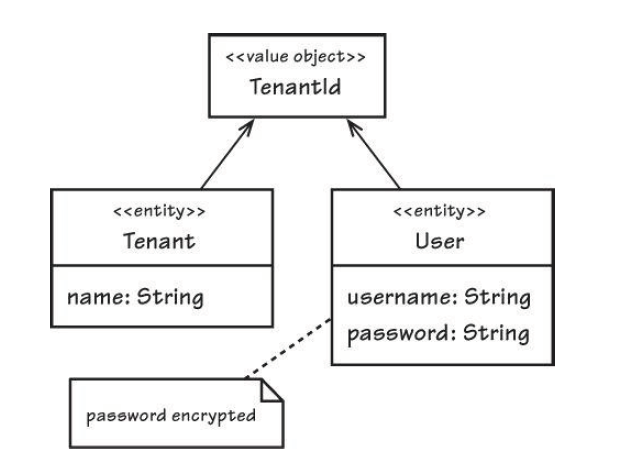 <<value object>>
TenantId
<<entity>>
Tenant
name: String
<<entity>>
User
username: String
password: String
password encrypted